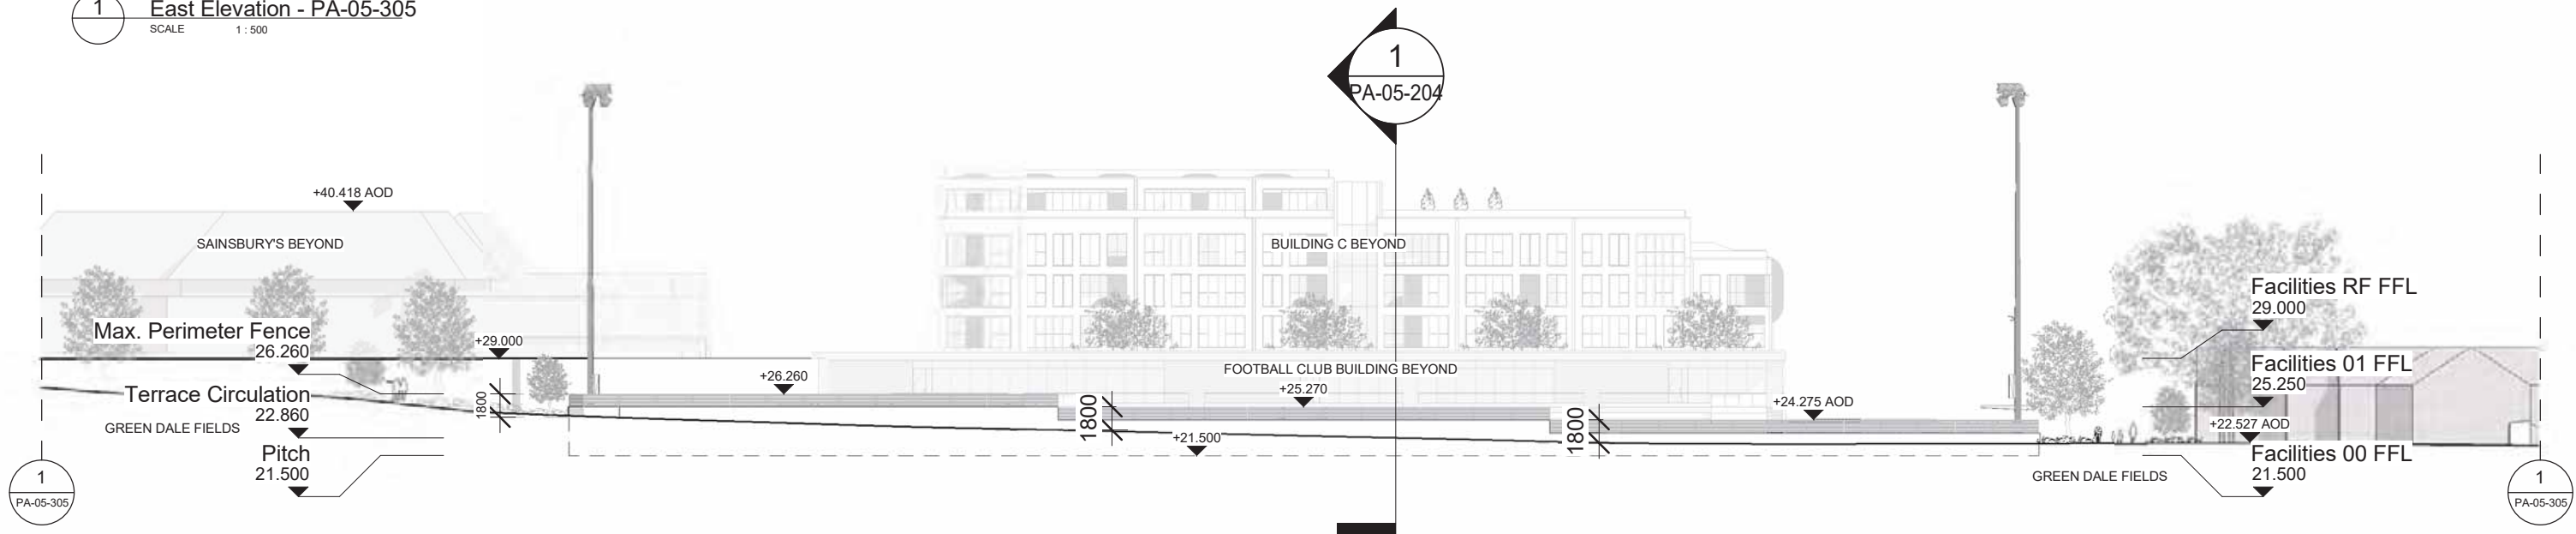 1
East Elevation - PA-05-305
SCALE 1 : 500
1
PA-05-204
+40.418 AOD
SAINSBURY'S BEYOND
BUILDING C BEYOND
Max. Perimeter Fence
26.260
+29.000
Facilities RF FFL
29.000
Terrace Circulation
22.860
1800
+26.260
FOOTBALL CLUB BUILDING BEYOND
+25.270
1800
+24.275 AOD
1800
Facilities 01 FFL
25.250
GREEN DALE FIELDS
+21.500
+22.527 AOD
Pitch
21.500
Facilities 00 FFL
21.500
GREEN DALE FIELDS
1
PA-05-305
1
PA-05-305